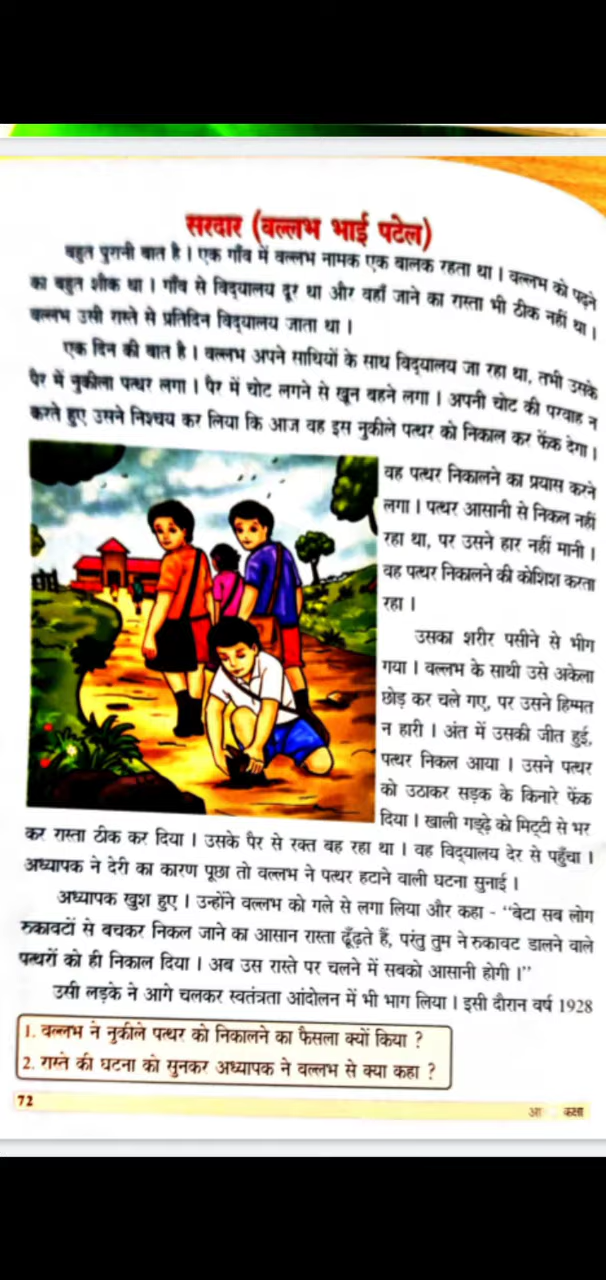 सरदार (वल्लभ भाई पटेल)
बहुत पुरानी बात है । एक गाँव में वल्लभ नामक एक बालक रहता था । वल्लभ को पढ़ने
का बहुत शौक था । गाँव से विद्यालय दूर था और वहाँ जाने का रास्ता भी ठीक नहीं था ।
वल्लभ उसी रास्ते से प्रतिदिन विद्यालय जाता था ।
एक दिन की बात है । वल्लभ अपने साथियों के साथ विद्यालय जा रहा था, तभी उसके
पैर में नुकीला पत्थर लगा । पैर में चोट लगने से खून बहने लगा । अपनी चोट की परवाह न
करते हुए उसने निश्चय कर लिया कि आज वह इस नुकीले पत्थर को निकाल कर फेंक देगा ।
वह पत्थर निकालने का प्रयास करने
लगा । पत्थर आसानी से निकल नहीं
रहा था, पर उसने हार नहीं मानी ।
वह पत्थर निकालने की कोशिश करता
रहा ।
उसका शरीर पसीने से भीग
गया । वल्लभ के साथी उसे अकेला
छोड़ कर चले गए, पर उसने हिम्मत
न हारी । अंत में उसकी जीत हुई,
पत्थर निकल आया । उसने पत्थर
को उठाकर सड़क के किनारे फेंक
दिया । खाली गड्ढ़े को मिट्टी से भर
कर रास्ता ठीक कर दिया । उसके पैर से रक्त बह रहा था । वह विद्यालय देर से पहुँचा ।
अध्यापक ने देरी का कारण पूछा तो वल्लभ ने पत्थर हटाने वाली घटना सुनाई ।
अध्यापक खुश हुए । उन्होंने वल्लभ को गले से लगा लिया और कहा - "बेटा सब लोग
रुकावटों से बचकर निकल जाने का आसान रास्ता ढूँढ़ते हैं, परंतु तुम ने रुकावट डालने वाले
पत्थरों को ही निकाल दिया । अब उस रास्ते पर चलने में सबको आसानी होगी ।"
उसी लड़के ने आगे चलकर स्वतंत्रता आंदोलन में भी भाग लिया । इसी दौरान वर्ष 1928
1. वल्लभ ने नुकीले पत्थर को निकालने का फैसला क्यों किया ?
2. रास्ते की घटना को सुनकर अध्यापक ने वल्लभ से क्या कहा ?
72
आ कक्षा